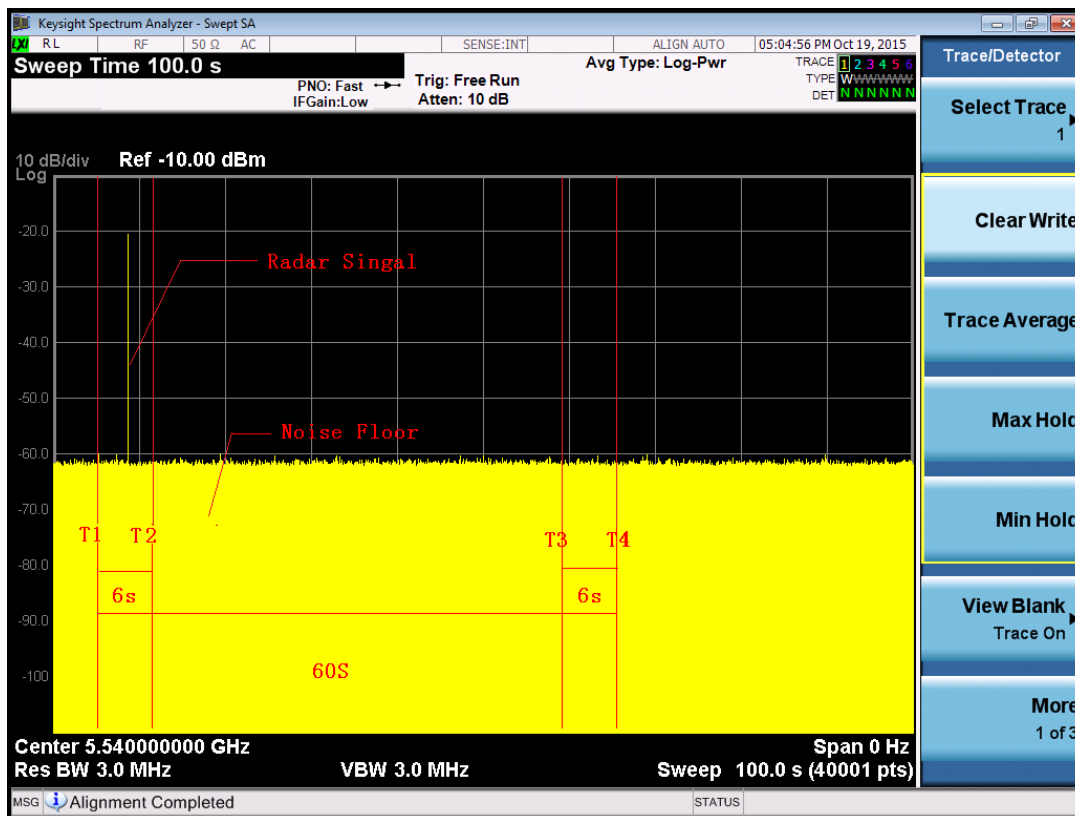 Keysight Spectrum Analyzer - Swept SA
LXI RL RF 50 Ω AC SENSE:INT ALIGN AUTO 05:04:56 PM Oct 19, 2015
Sweep Time 100.0 s
PNO: Fast
IFGain:Low
Trig: Free Run
Atten: 10 dB
Avg Type: Log-Pwr
TRACE 1 2 3 4 5 6
TYPE WWWWWW
DET N N N N N N
10 dB/div Ref -10.00 dBm
Log
-20.0
-30.0
-40.0
-50.0
-60.0
-70.0
-80.0
-90.0
-100
Radar Singal
Noise Floor
T1 T2 T3 T4
6s 6s
60S
Center 5.540000000 GHz Span 0 Hz
Res BW 3.0 MHz VBW 3.0 MHz Sweep 100.0 s (40001 pts)
MSG Alignment Completed STATUS
Trace/Detector
Select Trace
1
Clear Write
Trace Average
Max Hold
Min Hold
View Blank
Trace On
More
1 of 3